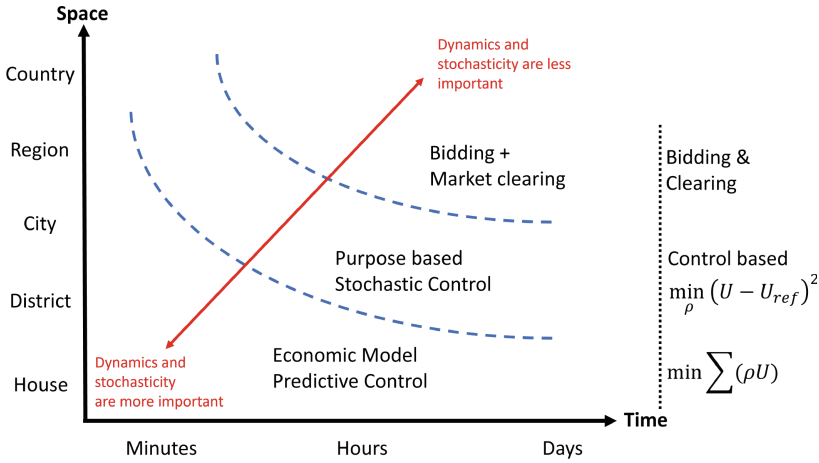 Space
Country
Region
City
District
House
Dynamics and
stochasticity are less
important
Bidding +
Market clearing
Purpose based
Stochastic Control
Economic Model
Predictive Control
Dynamics and
stochasticity
are more important
Time
Minutes
Hours
Days
Bidding &
Clearing
Control based
min_ρ (U − U_ref)²
min ∑(ρU)